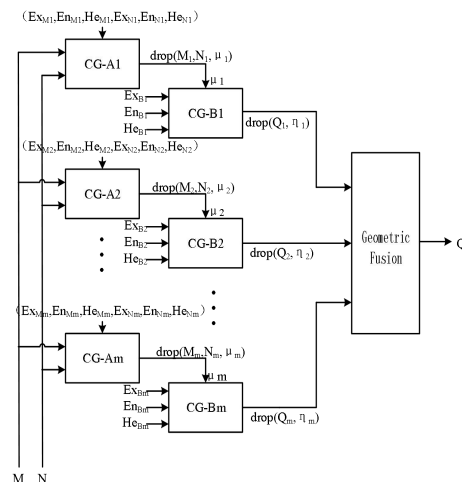 （Ex_M1,En_M1,He_M1,Ex_N1,En_N1,He_N1）
CG-A1
drop(M_1,N_1, μ_1)
μ_1
Ex_B1
En_B1
He_B1
CG-B1
drop(Q_1, η_1)
（Ex_M2,En_M2,He_M2,Ex_N2,En_N2,He_N2）
CG-A2
drop(M_2,N_2, μ_2)
μ_2
Ex_B2
En_B2
He_B2
CG-B2
drop(Q_2, η_2)
Geometric
Fusion
Q
（Ex_Mm,En_Mm,He_Mm,Ex_Nm,En_Nm,He_Nm）
CG-Am
drop(M_m,N_m, μ_m)
μm
Ex_Bm
En_Bm
He_Bm
CG-Bm
drop(Q_m, η_m)
M N